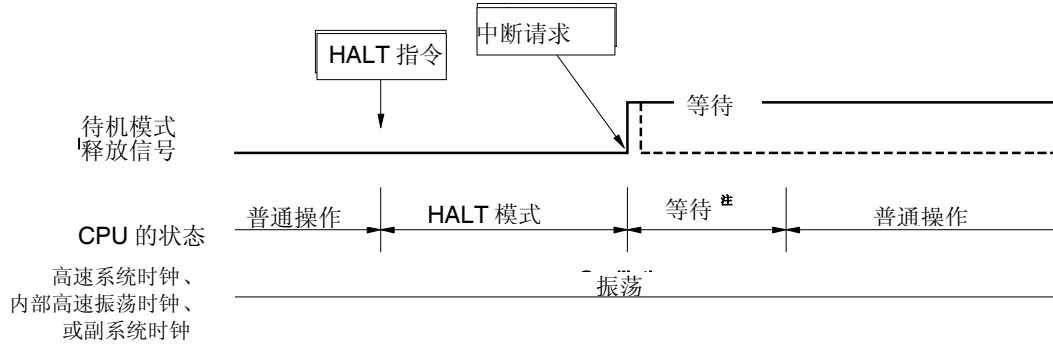 HALT 指令
中断请求
等待
待机模式
释放信号
普通操作
HALT 模式
等待 注
普通操作
CPU 的状态
高速系统时钟、
内部高速振荡时钟、
或副系统时钟
振荡